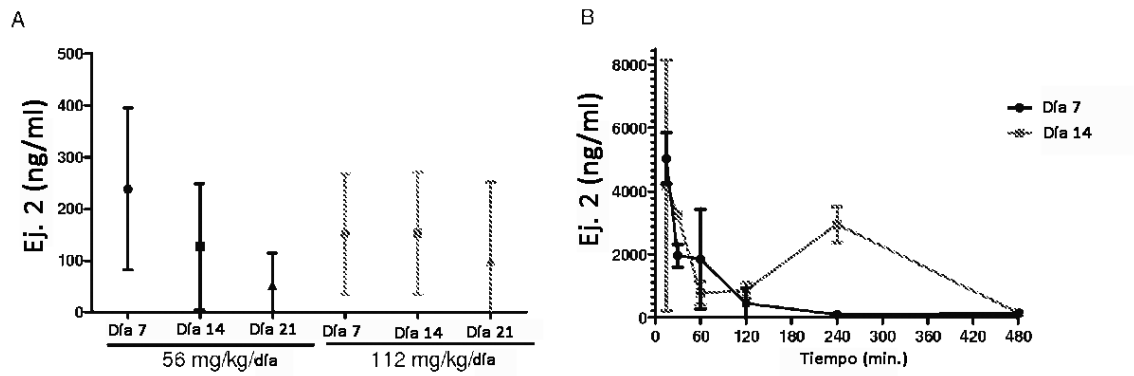 A
Ej. 2 (ng/ml)
500
400
300
200
100
0
Día 7 Día 14 Día 21 Día 7 Día 14 Día 21
56 mg/kg/día 112 mg/kg/día
B
Ej. 2 (ng/ml)
8000
6000
4000
2000
0
0 60 120 180 240 300 360 420 480
Tiempo (min.)
Día 7
Día 14